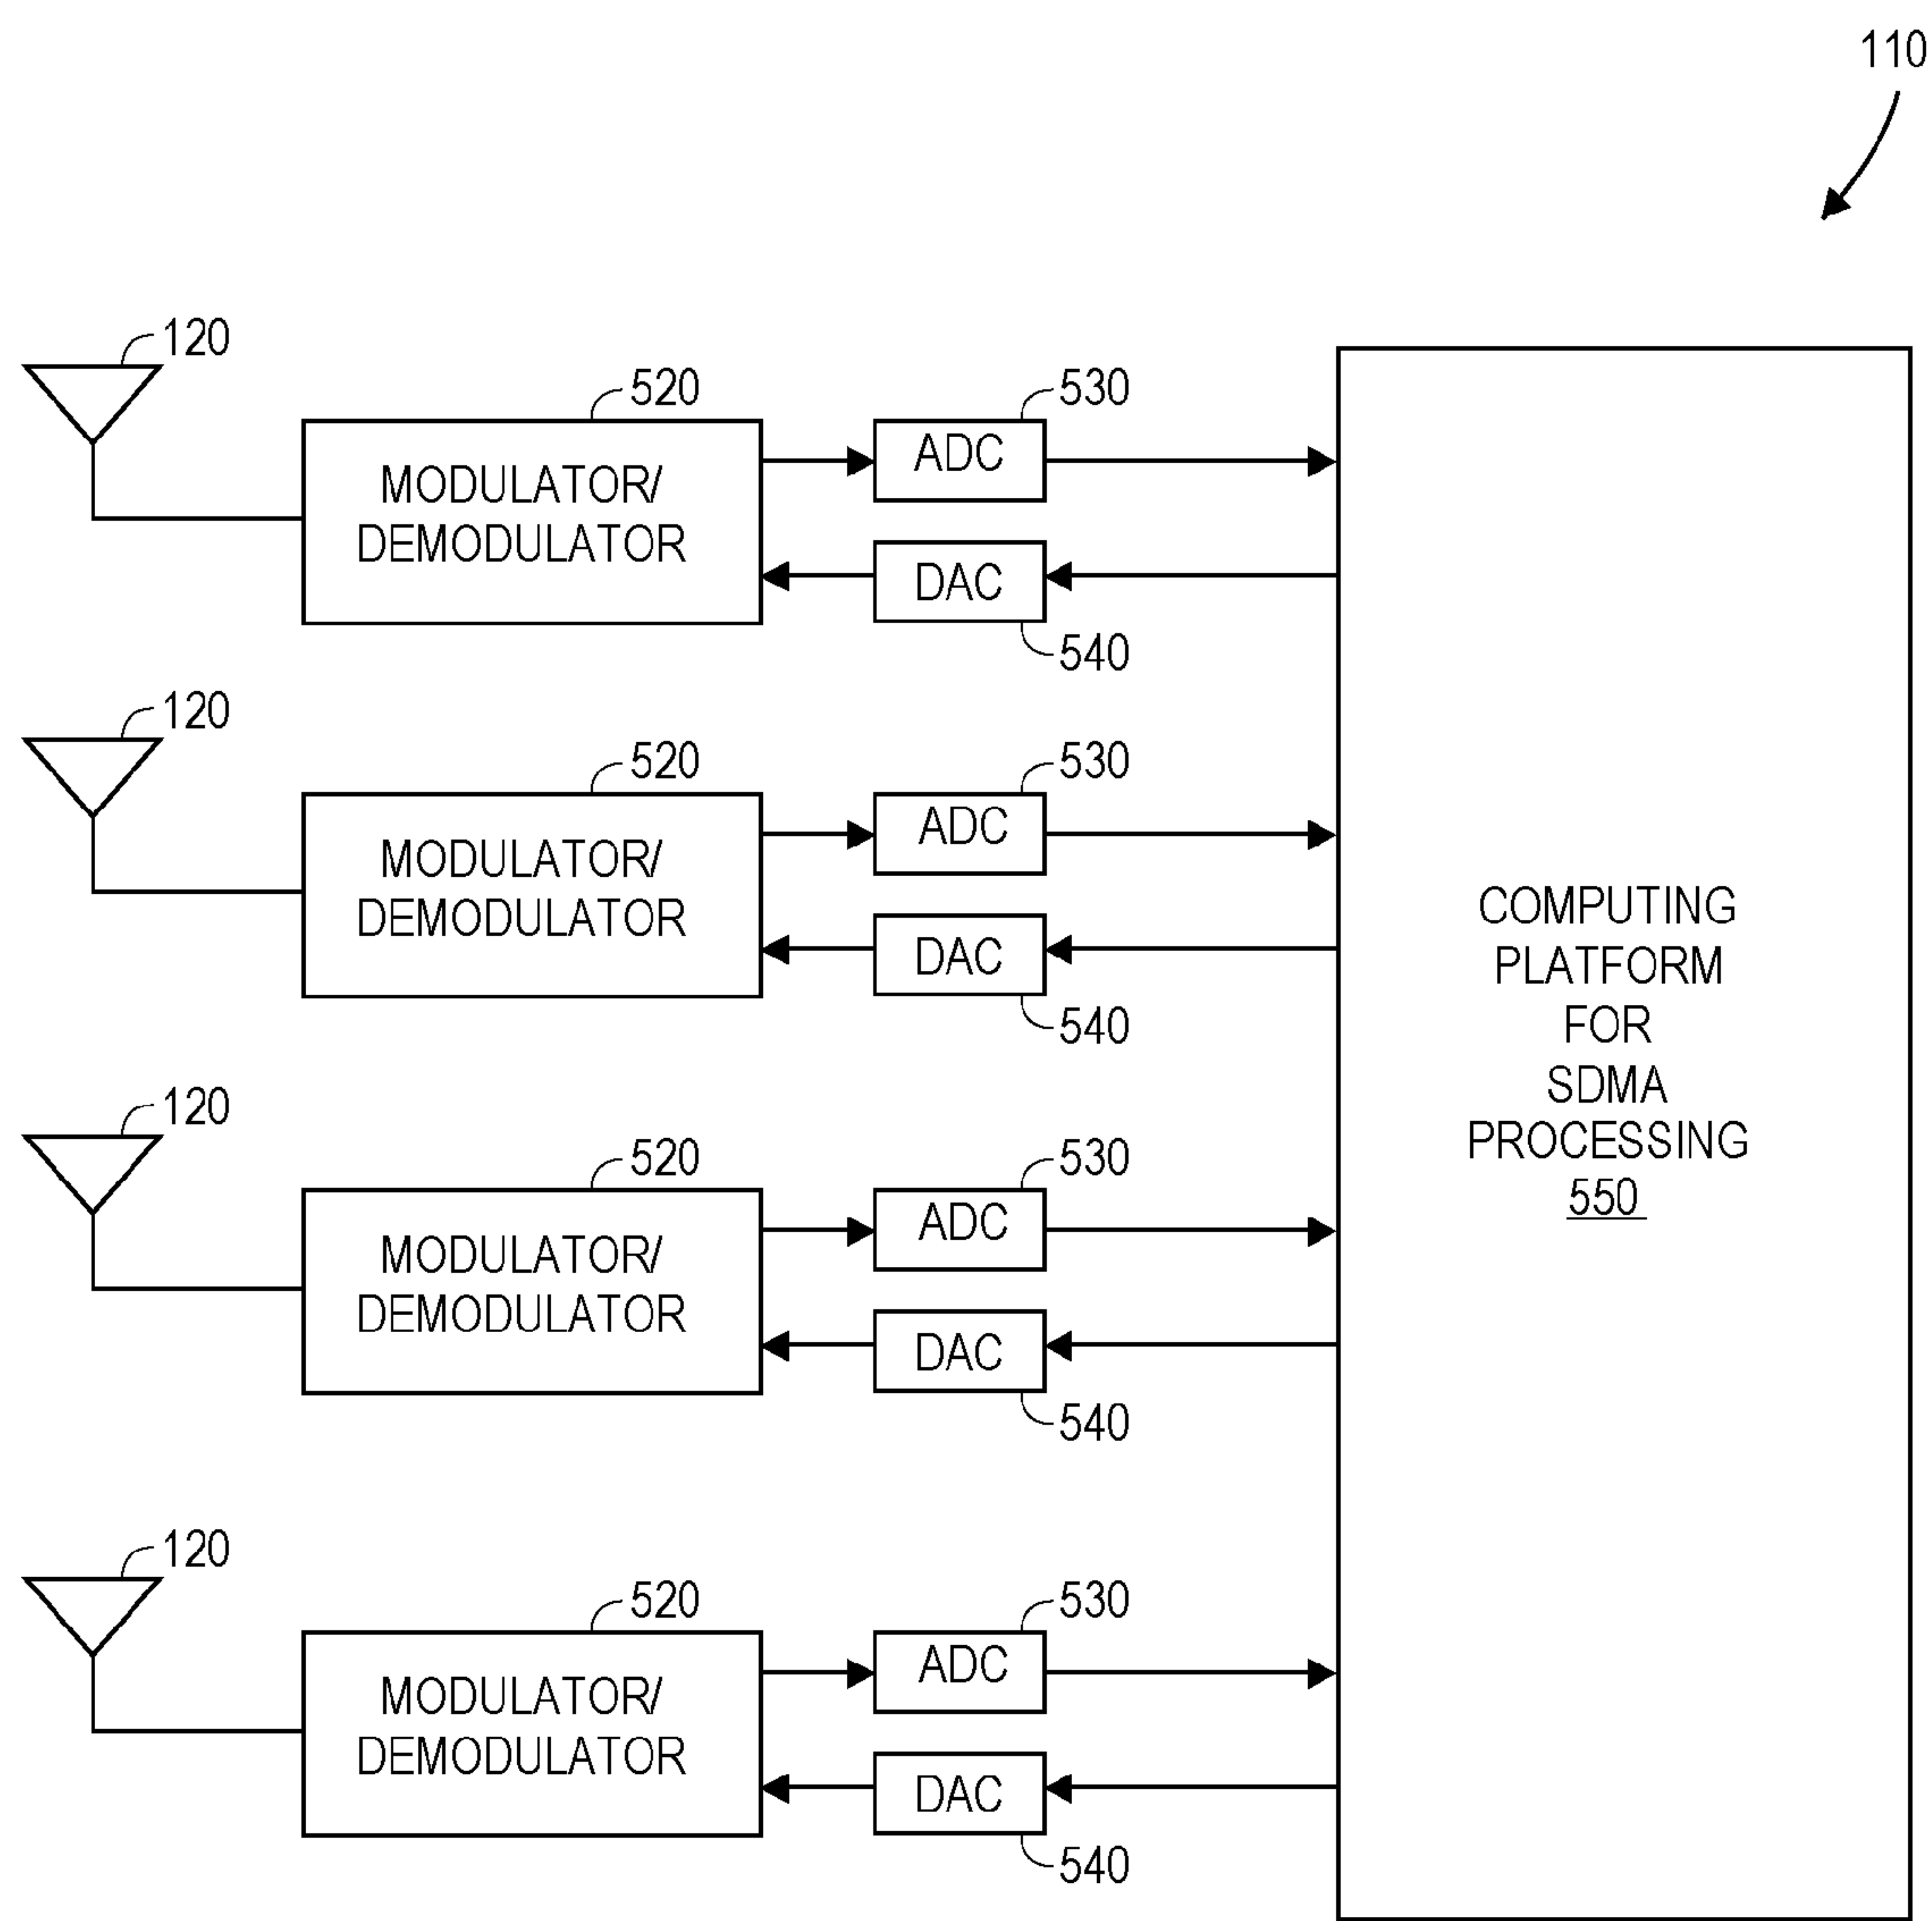 110
120
520
530
ADC
MODULATOR/
DEMODULATOR
DAC
540
120
520
530
ADC
MODULATOR/
DEMODULATOR
DAC
540
COMPUTING
PLATFORM
FOR
SDMA
PROCESSING
550
120
520
530
ADC
MODULATOR/
DEMODULATOR
DAC
540
120
520
530
ADC
MODULATOR/
DEMODULATOR
DAC
540